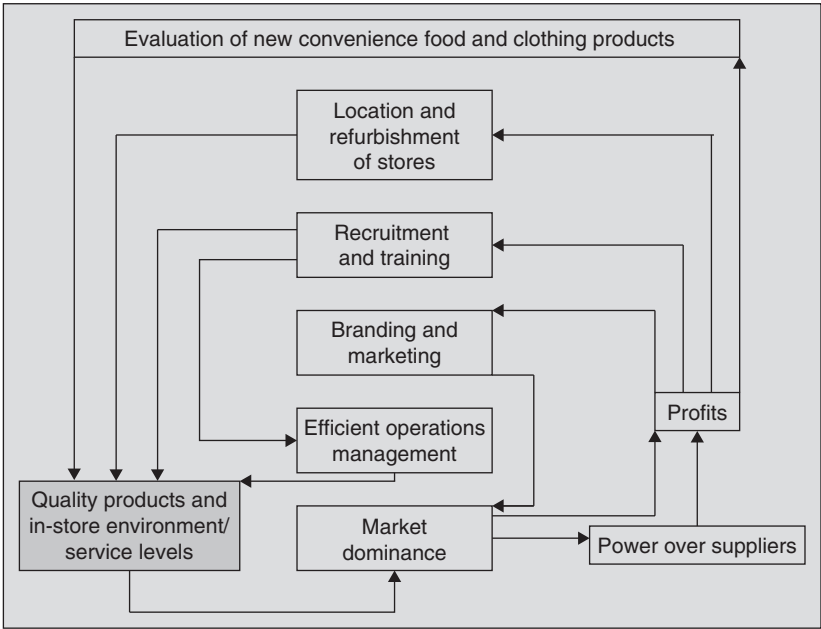 Evaluation of new convenience food and clothing products
Location and
refurbishment
of stores
Recruitment
and training
Branding and
marketing
Profits
Efficient operations
management
Quality products and
in-store environment/
service levels
Market
dominance
Power over suppliers